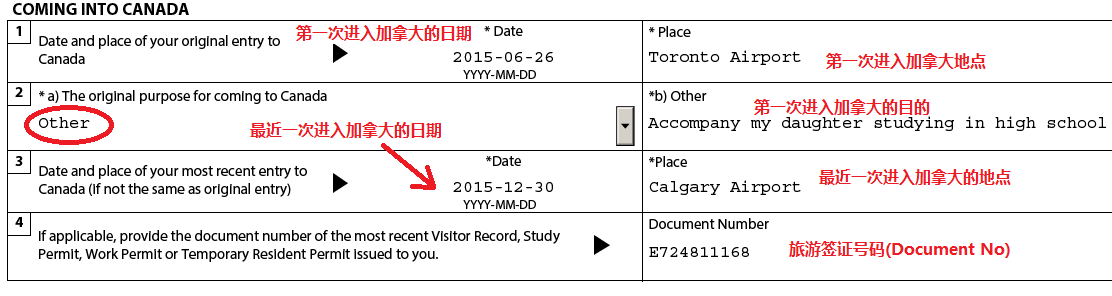 COMING INTO CANADA
1
Date and place of your original entry to
Canada
第一次进入加拿大的日期
* Date
2015-06-26
YYYY-MM-DD
* Place
Toronto Airport
第一次进入加拿大地点
2
* a) The original purpose for coming to Canada
Other
*b) Other
第一次进入加拿大的目的
Accompany my daughter studying in high school
最近一次进入加拿大的日期
3
Date and place of your most recent entry to
Canada (if not the same as original entry)
*Date
2015-12-30
YYYY-MM-DD
*Place
Calgary Airport
最近一次进入加拿大的地点
4
If applicable, provide the document number of the most recent Visitor Record, Study
Permit, Work Permit or Temporary Resident Permit issued to you.
Document Number
E724811168
旅游签证号码(Document No)